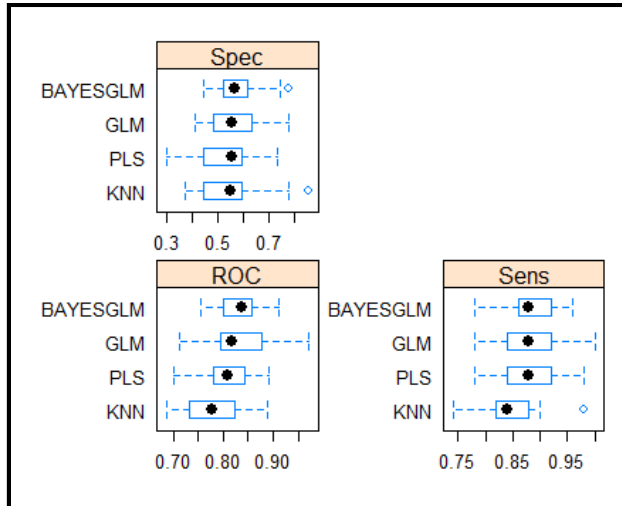 Spec
BAYESGLM
GLM
PLS
KNN
0.3 0.5 0.7
ROC
BAYESGLM
GLM
PLS
KNN
0.70 0.80 0.90
Sens
BAYESGLM
GLM
PLS
KNN
0.75 0.85 0.95